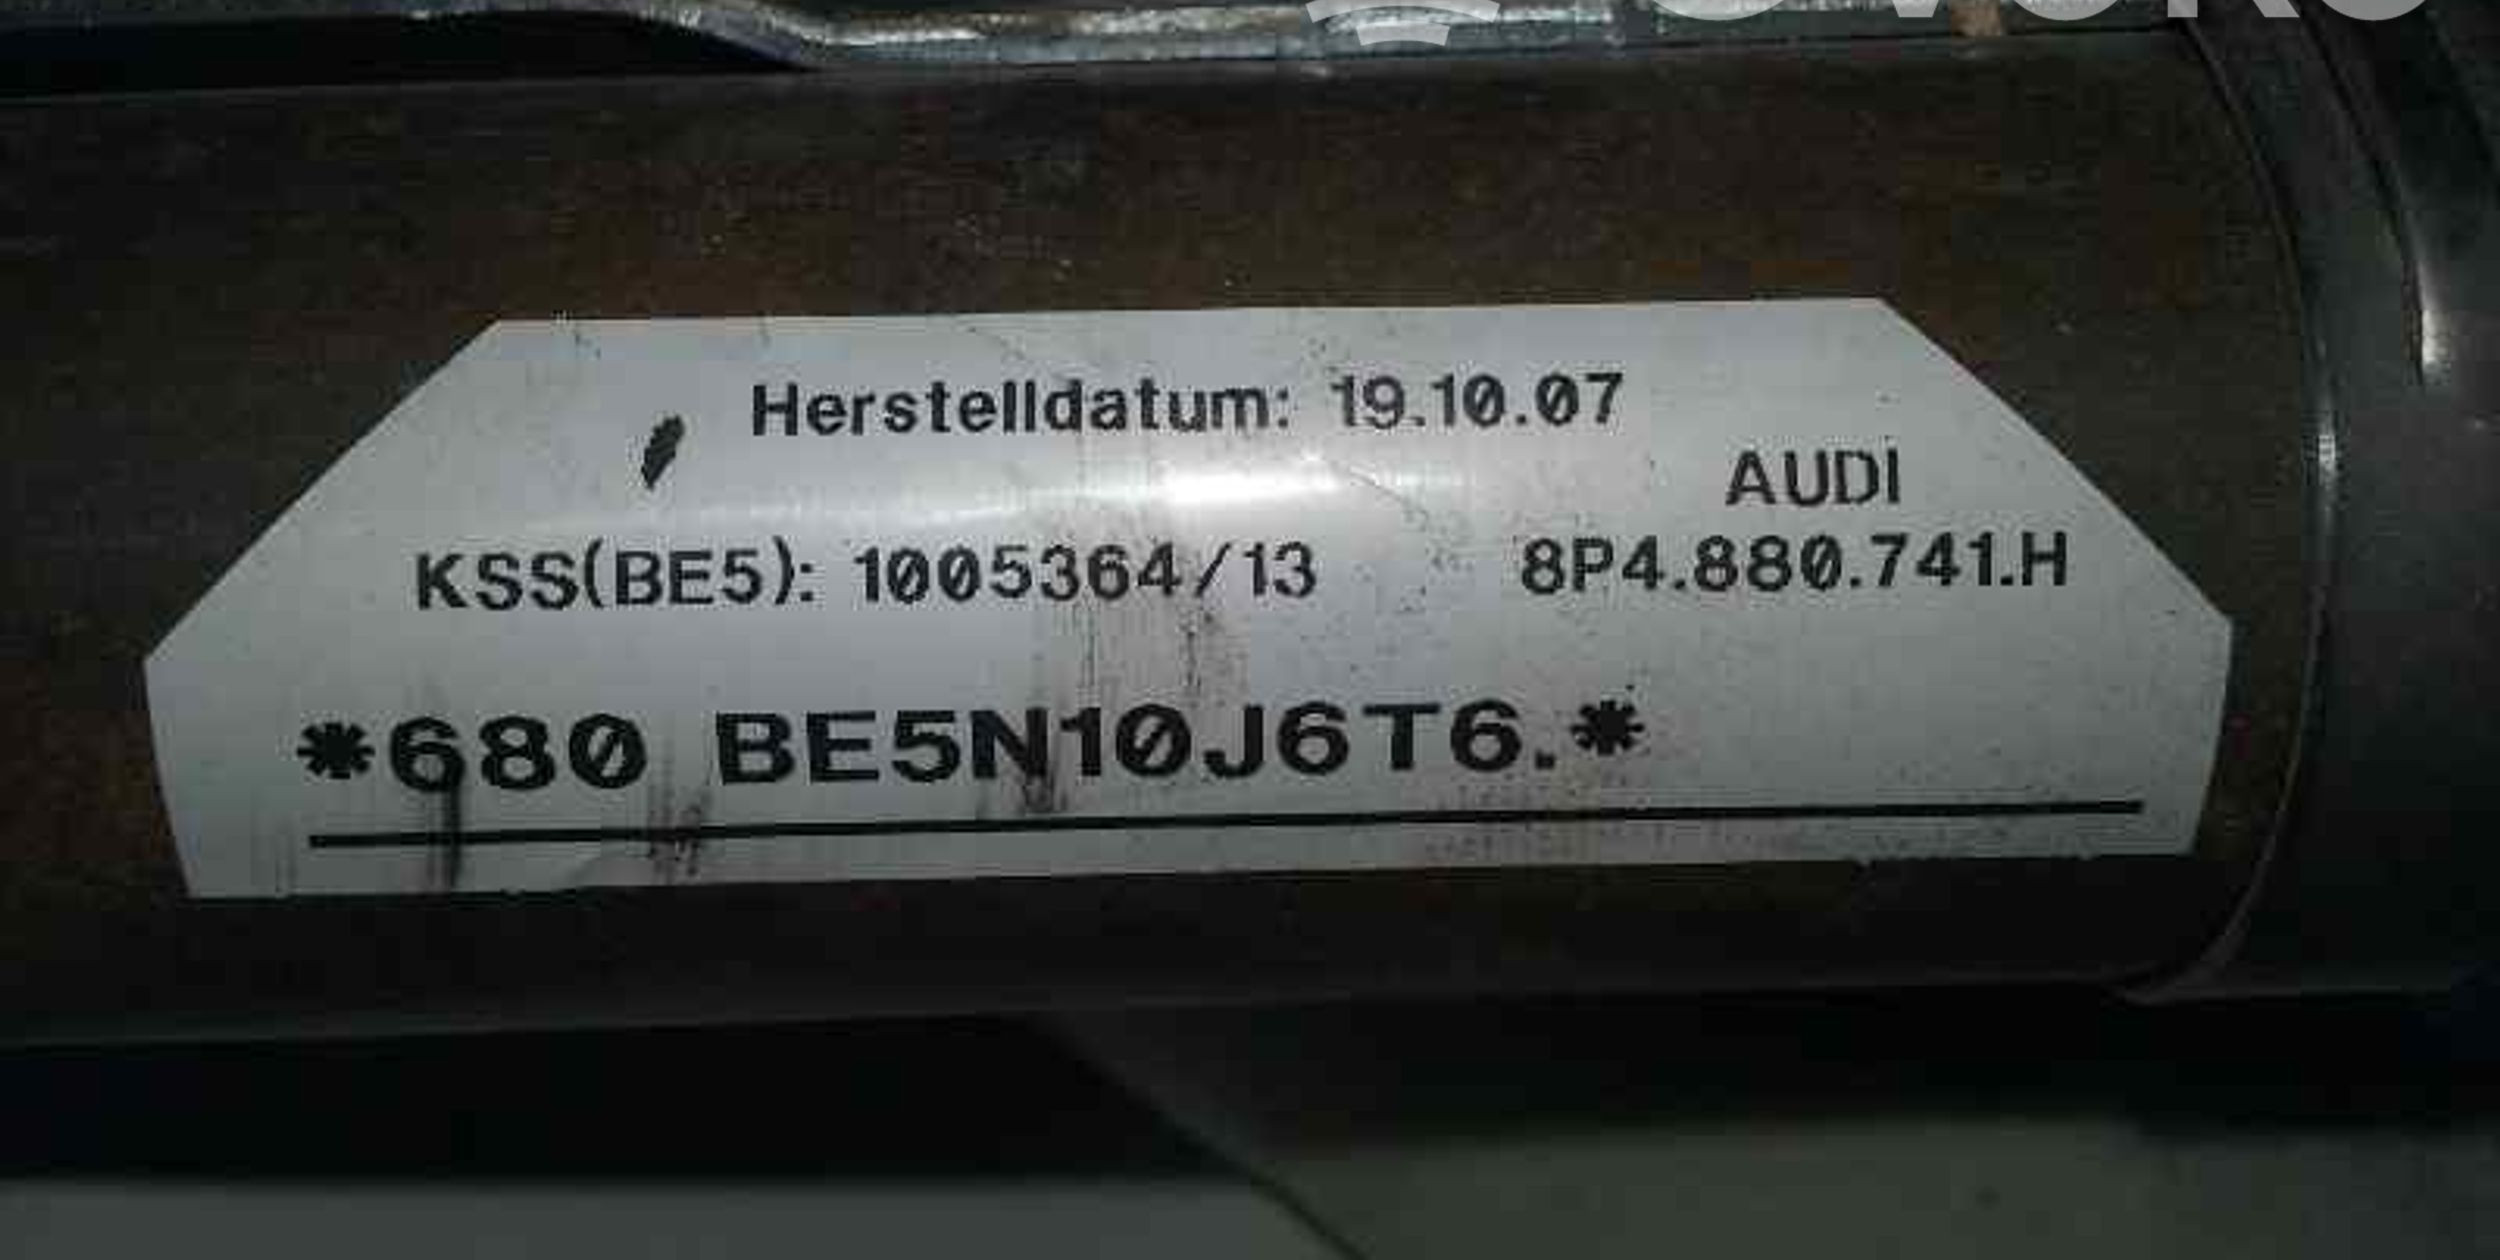 Herstelldatum: 19.10.07
AUDI
KSS(BE5): 1005364/13 8P4.880.741.H
*680 BE5N10J6T6.*